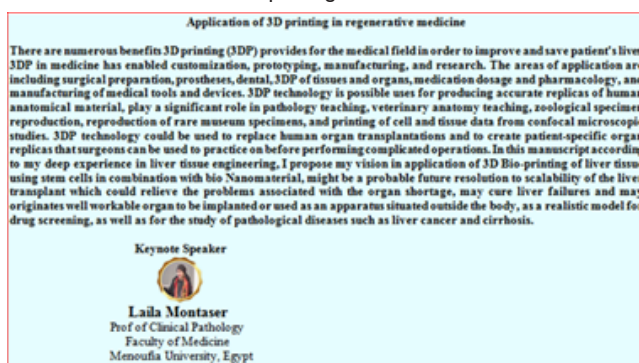 Application of 3D printing in regenerative medicine
There are numerous benefits 3D printing (3DP) provides for the medical field in order to improve and save patient's live
3DP in medicine has enabled customization, prototyping, manufacturing, and research. The areas of application are
including surgical preparation, prostheses, dental, 3DP of tissues and organs, medication dosage and pharmacology, an
manufacturing of medical tools and devices. 3DP technology is possible uses for producing accurate replicas of human
anatomical material, play a significant role in pathology teaching, veterinary anatomy teaching, zoological specimen
reproduction, reproduction of rare museum specimens, and printing of cell and tissue data from confocal microscopic
studies. 3DP technology could be used to replace human organ transplantations and to create patient-specific orga
replicas that surgeons can be used to practice on before performing complicated operations. In this manuscript according
to my deep experience in liver tissue engineering, I propose my vision in application of 3D Bio-printing of liver tissu
using stem cells in combination with bio Nanomaterial, might be a probable future resolution to scalability of the live
transplant which could relieve the problems associated with the organ shortage, may cure liver failures and may
originates well workable organ to be implanted or used as an apparatus situated outside the body, as a realistic model fo
drug screening, as well as for the study of pathological diseases such as liver cancer and cirrhosis.
Keynote Speaker
Laila Montaser
Prof of Clinical Pathology
Faculty of Medicine
Menoufia University, Egypt